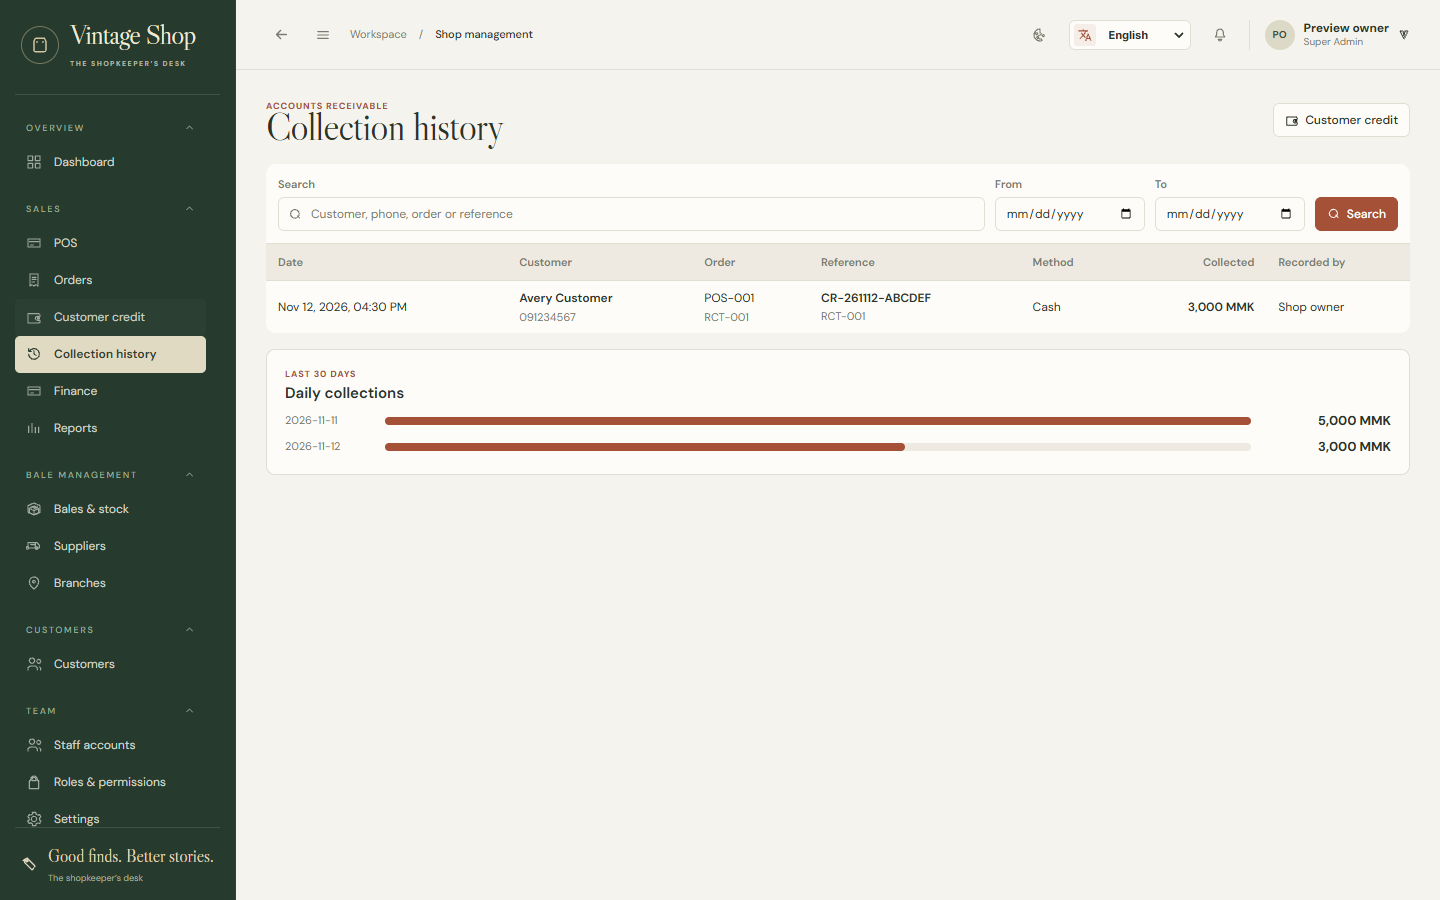 Vintage Shop
THE SHOPKEEPER'S DESK
OVERVIEW
Dashboard
SALES
POS
Orders
Customer credit
Collection history
Finance
Reports
BALE MANAGEMENT
Bales & stock
Suppliers
Branches
CUSTOMERS
Customers
TEAM
Staff accounts
Roles & permissions
Settings
Good finds. Better stories.
The shopkeeper's desk
Workspace / Shop management
English
PO
Preview owner
Super Admin
ACCOUNTS RECEIVABLE
Collection history
Customer credit
Search From To
Customer, phone, order or reference mm/dd/yyyy mm/dd/yyyy Search
Date Customer Order Reference Method Collected Recorded by
Nov 12, 2026, 04:30 PM Avery Customer POS-001 CR-261112-ABCDEF Cash 3,000 MMK Shop owner
091234567 RCT-001 RCT-001
LAST 30 DAYS
Daily collections
2026-11-11 5,000 MMK
2026-11-12 3,000 MMK